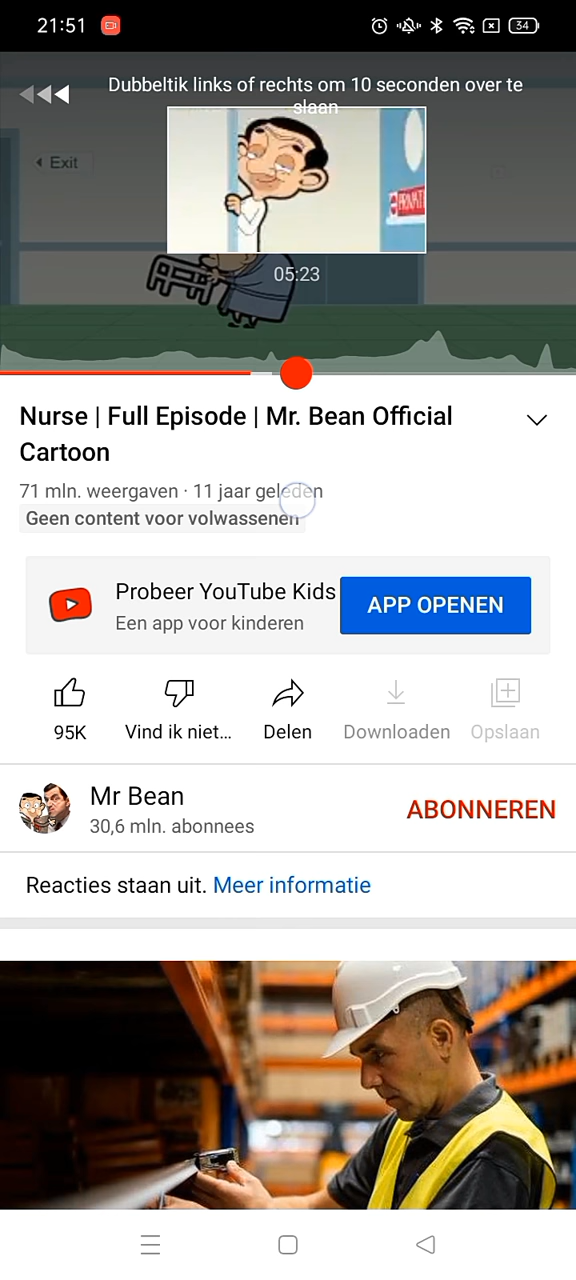 21:51
34
Dubbeltik links of rechts om 10 seconden over te
slaan
Exit
PRIVAT
05:23
Nurse | Full Episode | Mr. Bean Official
Cartoon
71 mln. weergaven · 11 jaar geleden
Geen content voor volwassenen
Probeer YouTube Kids
Een app voor kinderen
APP OPENEN
95K
Vind ik niet...
Delen
Downloaden
Opslaan
Mr Bean
30,6 mln. abonnees
ABONNEREN
Reacties staan uit. Meer informatie